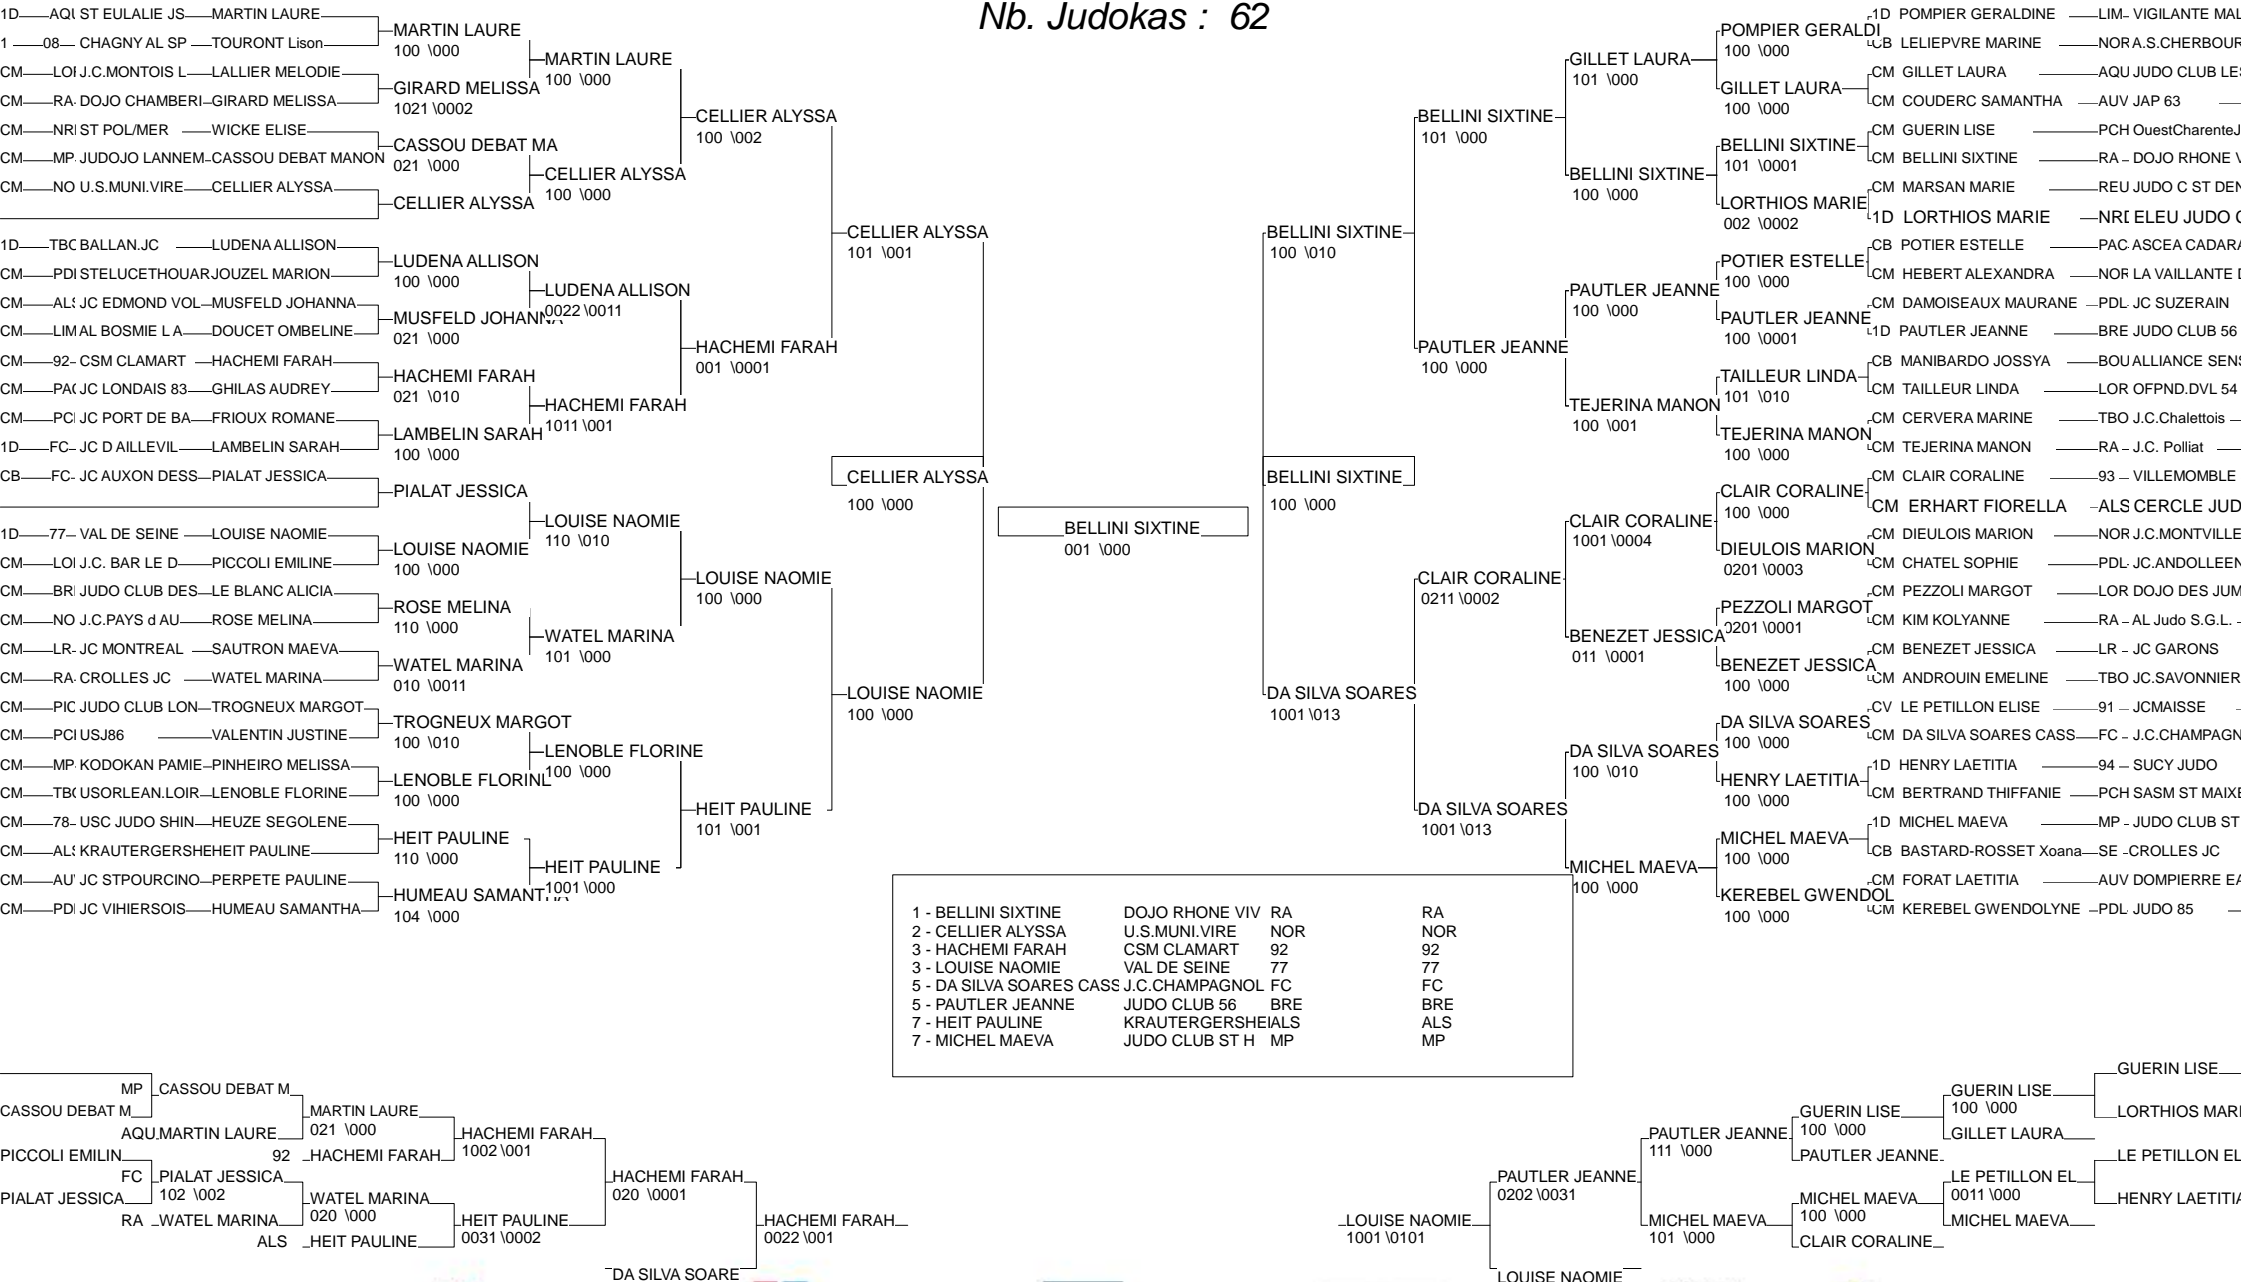 Nb. Judokas :  62
1D AQU ST EULALIE JS MARTIN LAURE
1 08 CHAGNY AL SP TOURONT Lison
CM LOI J.C.MONTOIS L LALLIER MELODIE
CM RA DOJO CHAMBERI GIRARD MELISSA
CM NRI ST POL/MER WICKE ELISE
CM MP JUDOJO LANNEM CASSOU DEBAT MANON
CM NO U.S.MUNI.VIRE CELLIER ALYSSA
1D TBO BALLAN.JC LUDENA ALLISON
CM PDI STELUCETHOUAR JOUZEL MARION
CM ALS JC EDMOND VOL MUSFELD JOHANNA
CM LIM AL BOSMIE L A DOUCET OMBELINE
CM 92 CSM CLAMART HACHEMI FARAH
CM PAC JC LONDAIS 83 GHILAS AUDREY
CM PCI JC PORT DE BA FRIOUX ROMANE
1D FC JC D AILLEVIL LAMBELIN SARAH
CB FC JC AUXON DESS PIALAT JESSICA
1D 77 VAL DE SEINE LOUISE NAOMIE
CM LOI J.C. BAR LE D PICCOLI EMILINE
CM BRI JUDO CLUB DES LE BLANC ALICIA
CM NO J.C.PAYS d AU ROSE MELINA
CM LR JC MONTREAL SAUTRON MAEVA
CM RA CROLLES JC WATEL MARINA
CM PIC JUDO CLUB LON TROGNEUX MARGOT
CM PCI USJ86 VALENTIN JUSTINE
CM MP KODOKAN PAMIE PINHEIRO MELISSA
CM TBO USORLEAN.LOIR LENOBLE FLORINE
CM 78 USC JUDO SHIN HEUZE SEGOLENE
CM ALS KRAUTERGERSHE HEIT PAULINE
CM AU JC STPOURCINO PERPETE PAULINE
CM PDI JC VIHIERSOIS HUMEAU SAMANTHA
MARTIN LAURE
100 \000
GIRARD MELISSA
1021 \0002
CASSOU DEBAT MA
021 \000
CELLIER ALYSSA
LUDENA ALLISON
100 \000
MUSFELD JOHANNA
021 \000
HACHEMI FARAH
021 \010
LAMBELIN SARAH
100 \000
PIALAT JESSICA
LOUISE NAOMIE
100 \000
ROSE MELINA
110 \000
WATEL MARINA
010 \0011
TROGNEUX MARGOT
100 \010
LENOBLE FLORINE
100 \000
HEIT PAULINE
110 \000
HUMEAU SAMANTHA
104 \000
MARTIN LAURE
100 \000
CELLIER ALYSSA
100 \000
LUDENA ALLISON
0022 \0011
HACHEMI FARAH
1011 \001
LOUISE NAOMIE
110 \010
WATEL MARINA
101 \000
LENOBLE FLORINE
100 \000
HEIT PAULINE
1001 \000
CELLIER ALYSSA
100 \002
HACHEMI FARAH
001 \0001
LOUISE NAOMIE
100 \000
HEIT PAULINE
101 \001
CELLIER ALYSSA
101 \001
LOUISE NAOMIE
100 \000
CELLIER ALYSSA
100 \000
BELLINI SIXTINE
001 \000
BELLINI SIXTINE
100 \000
BELLINI SIXTINE
100 \010
DA SILVA SOARES
1001 \013
BELLINI SIXTINE
101 \000
PAUTLER JEANNE
100 \000
CLAIR CORALINE
0211 \0002
DA SILVA SOARES
1001 \013
GILLET LAURA
101 \000
BELLINI SIXTINE
100 \000
PAUTLER JEANNE
100 \000
TEJERINA MANON
100 \001
CLAIR CORALINE
1001 \0004
BENEZET JESSICA
011 \0001
DA SILVA SOARES
100 \010
MICHEL MAEVA
100 \000
POMPIER GERALDI
100 \000
GILLET LAURA
100 \000
BELLINI SIXTINE
101 \0001
LORTHIOS MARIE
002 \0002
POTIER ESTELLE
100 \000
PAUTLER JEANNE
100 \0001
TAILLEUR LINDA
101 \010
TEJERINA MANON
100 \000
CLAIR CORALINE
100 \000
DIEULOIS MARION
0201 \0003
PEZZOLI MARGOT
0201 \0001
BENEZET JESSICA
100 \000
DA SILVA SOARES
100 \000
HENRY LAETITIA
100 \000
MICHEL MAEVA
100 \000
KEREBEL GWENDOL
100 \000
1D POMPIER GERALDINE LIM VIGILANTE MAL
CB LELIEPVRE MARINE NOR A.S.CHERBOUR
CM GILLET LAURA AQU JUDO CLUB LES
CM COUDERC SAMANTHA AUV JAP 63
CM GUERIN LISE PCH OuestCharenteJ
CM BELLINI SIXTINE RA DOJO RHONE V
CM MARSAN MARIE REU JUDO C ST DEN
1D LORTHIOS MARIE NRD ELEU JUDO C
CB POTIER ESTELLE PAC ASCEA CADARA
CM HEBERT ALEXANDRA NOR LA VAILLANTE D
CM DAMOISEAUX MAURANE PDL JC SUZERAIN
1D PAUTLER JEANNE BRE JUDO CLUB 56
CB MANIBARDO JOSSYA BOU ALLIANCE SENS
CM TAILLEUR LINDA LOR OFPND.DVL 54
CM CERVERA MARINE TBO J.C.Chalettois
CM TEJERINA MANON RA J.C. Polliat
CM CLAIR CORALINE 93 VILLEMOMBLE
CM ERHART FIORELLA ALS CERCLE JUD
CM DIEULOIS MARION NOR J.C.MONTVILLE
CM CHATEL SOPHIE PDL JC.ANDOLLEEN
CM PEZZOLI MARGOT LOR DOJO DES JUM
CM KIM KOLYANNE RA AL Judo S.G.L.
CM BENEZET JESSICA LR JC GARONS
CM ANDROUIN EMELINE TBO JC.SAVONNIER
CV LE PETILLON ELISE 91 JCMAISSE
CM DA SILVA SOARES CASS FC J.C.CHAMPAGN
1D HENRY LAETITIA 94 SUCY JUDO
CM BERTRAND THIFFANIE PCH SASM ST MAIXE
1D MICHEL MAEVA MP JUDO CLUB ST
CB BASTARD-ROSSET Xoana SE CROLLES JC
CM FORAT LAETITIA AUV DOMPIERRE EA
CM KEREBEL GWENDOLYNE PDL JUDO 85
1 - BELLINI SIXTINE DOJO RHONE VIV RA RA
2 - CELLIER ALYSSA U.S.MUNI.VIRE NOR NOR
3 - HACHEMI FARAH CSM CLAMART 92 92
3 - LOUISE NAOMIE VAL DE SEINE 77 77
5 - DA SILVA SOARES CASS J.C.CHAMPAGNOL FC FC
5 - PAUTLER JEANNE JUDO CLUB 56 BRE BRE
7 - HEIT PAULINE KRAUTERGERSHE ALS ALS
7 - MICHEL MAEVA JUDO CLUB ST H MP MP
CASSOU DEBAT M
PICCOLI EMILIN
PIALAT JESSICA
MP CASSOU DEBAT M
AQU MARTIN LAURE
FC PIALAT JESSICA
102 \002
RA WATEL MARINA
MARTIN LAURE
021 \000
92 HACHEMI FARAH
WATEL MARINA
020 \000
ALS HEIT PAULINE
HACHEMI FARAH
1002 \001
HEIT PAULINE
0031 \0002
HACHEMI FARAH
020 \0001
DA SILVA SOARE
HACHEMI FARAH
0022 \001
LOUISE NAOMIE
1001 \0101
PAUTLER JEANNE
0202 \0031
LOUISE NAOMIE
PAUTLER JEANNE
111 \000
MICHEL MAEVA
101 \000
GUERIN LISE
100 \000
PAUTLER JEANNE
MICHEL MAEVA
100 \000
CLAIR CORALINE
GUERIN LISE
100 \000
GILLET LAURA
LE PETILLON EL
0011 \000
MICHEL MAEVA
GUERIN LISE
LORTHIOS MARI
LE PETILLON EL
HENRY LAETITIA